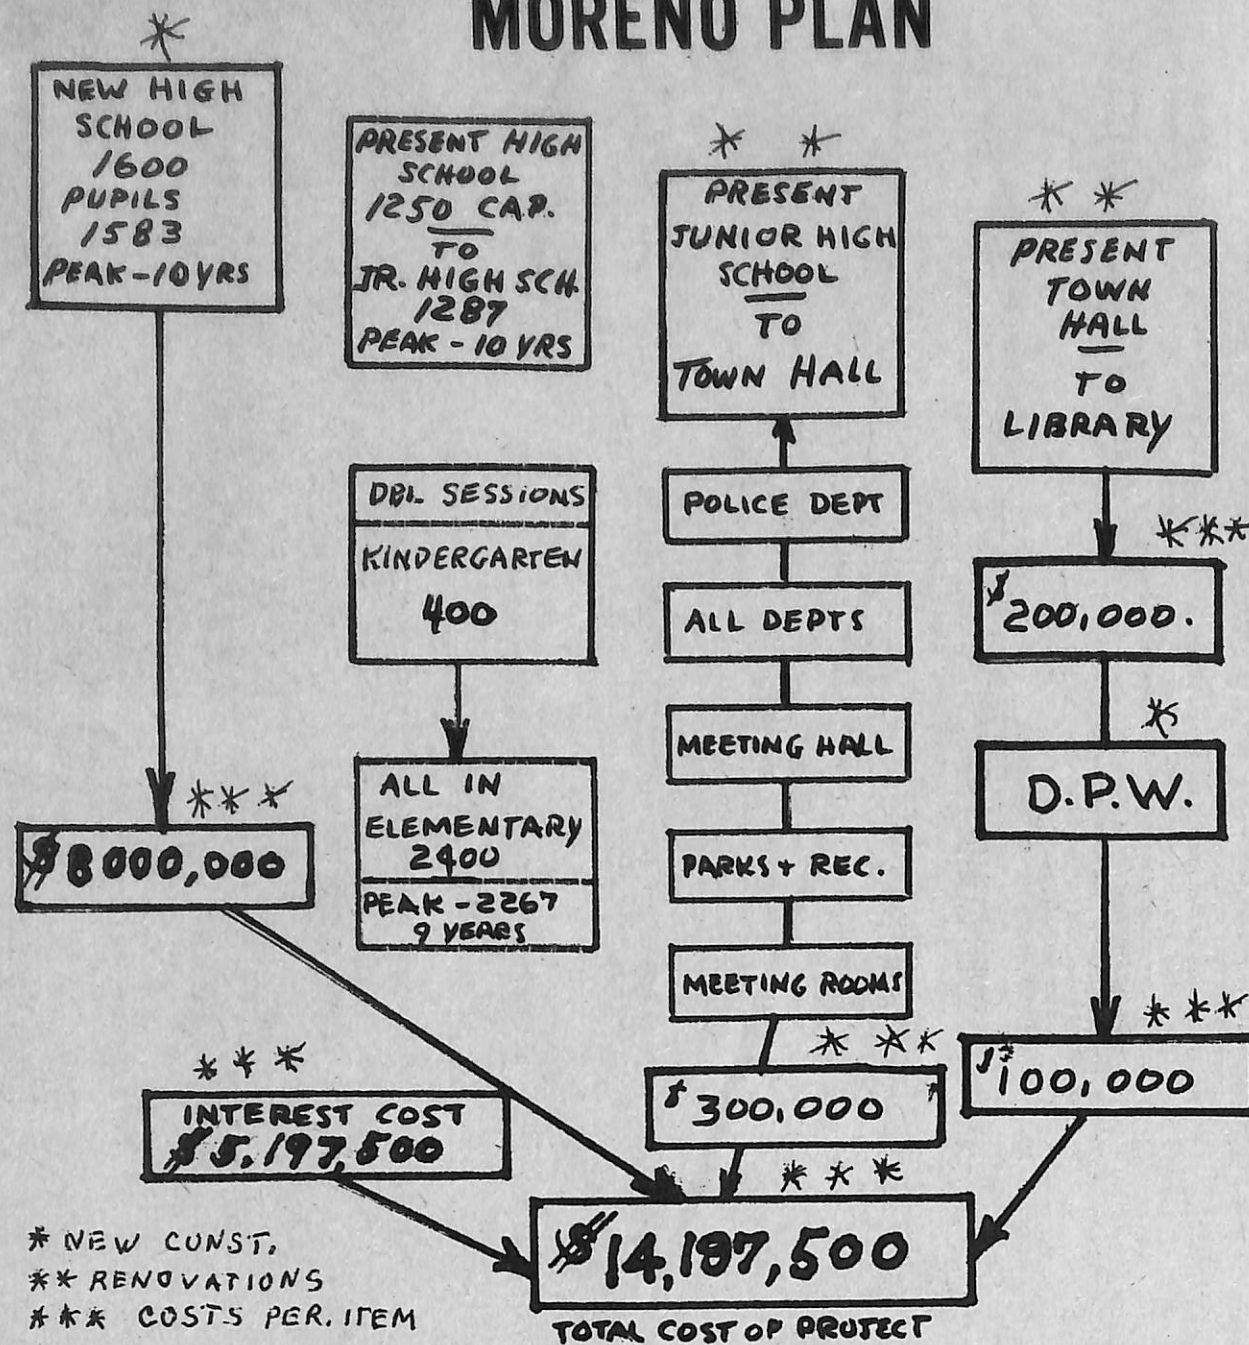 MORENO PLAN
*
NEW HIGH
SCHOOL
1600
PUPILS
1583
PEAK-10 YRS
PRESENT HIGH
SCHOOL
1250 CAP.
TO
JR. HIGH SCH.
1287
PEAK - 10 YRS
* *
PRESENT
JUNIOR HIGH
SCHOOL
TO
TOWN HALL
* *
PRESENT
TOWN
HALL
TO
LIBRARY
DBL. SESSIONS
KINDERGARTEN
400
ALL IN
ELEMENTARY
2400
PEAK - 2267
9 YEARS
POLICE DEPT
ALL DEPTS
MEETING HALL
PARKS + REC.
MEETING ROOMS
* * *
$200,000.
*
D.P.W.
* * *
$8000,000
* * *
$100,000
* * *
$300,000
* * *
INTEREST COST
$5,197,500
* * *
$14,197,500
TOTAL COST OF PROJECT
* NEW CUNST.
** RENOVATIONS
*** COSTS PER. ITEM